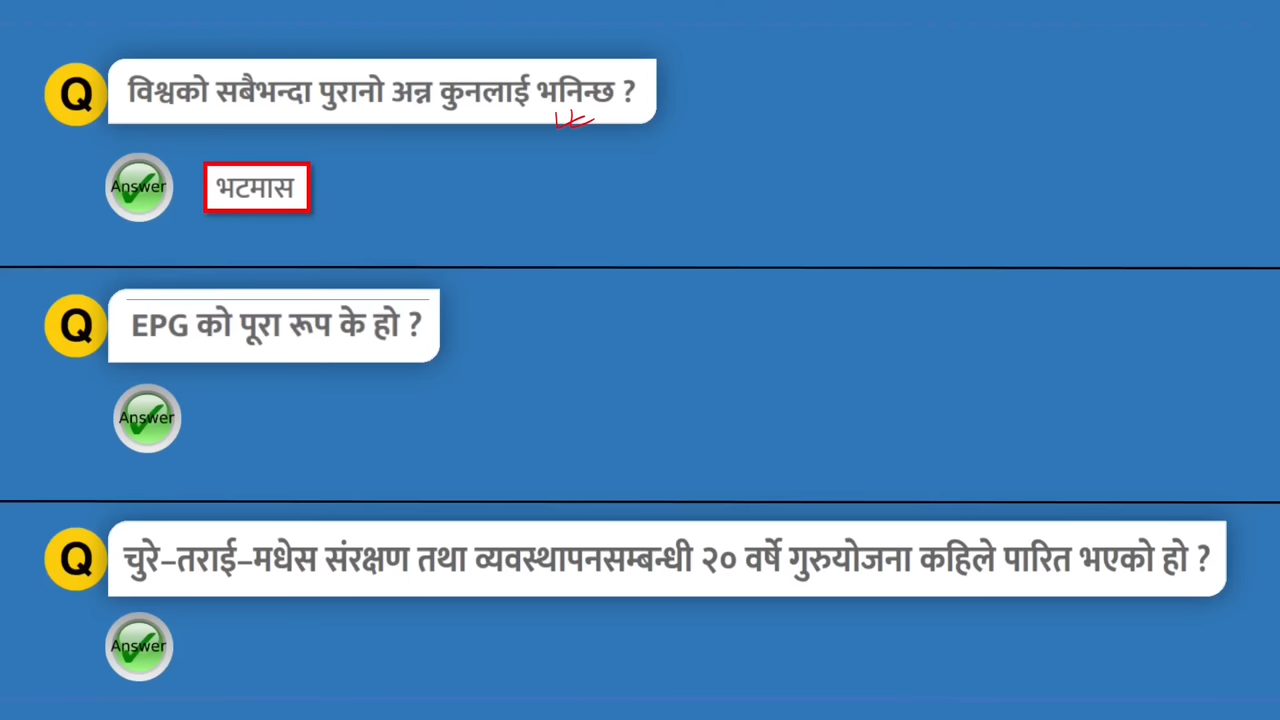 Q विश्वको सबैभन्दा पुरानो अन्न कुनलाई भनिन्छ ?
Answer भटमास
Q EPG को पूरा रूप के हो ?
Answer
Q चुरे–तराई–मधेस संरक्षण तथा व्यवस्थापनसम्बन्धी २० वर्षे गुरुयोजना कहिले पारित भएको हो ?
Answer